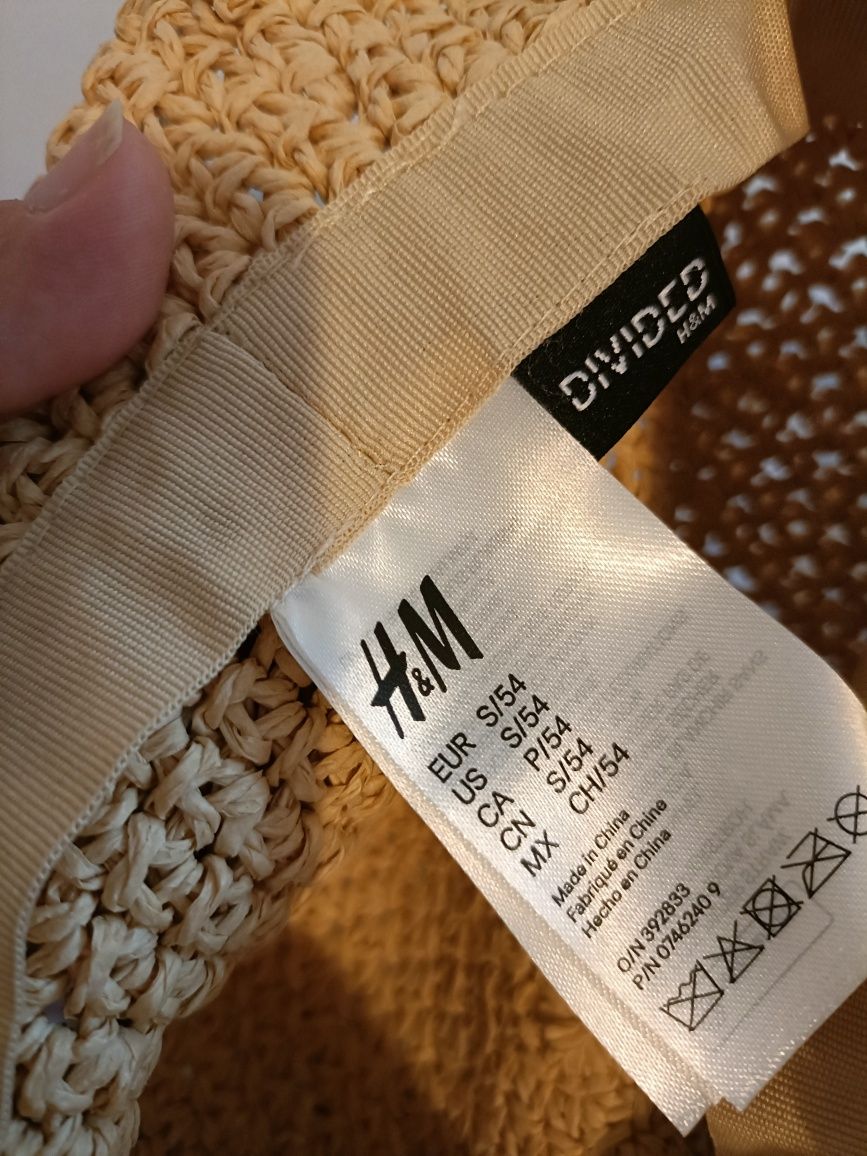 DIVIDED
H&M
H&M
EUR S/54
US S/54
CA P/54
CN S/54
MX CH/54
Made in China
Fabriqué en Chine
Hecho en China
O/N 392833
P/N 0746240 9